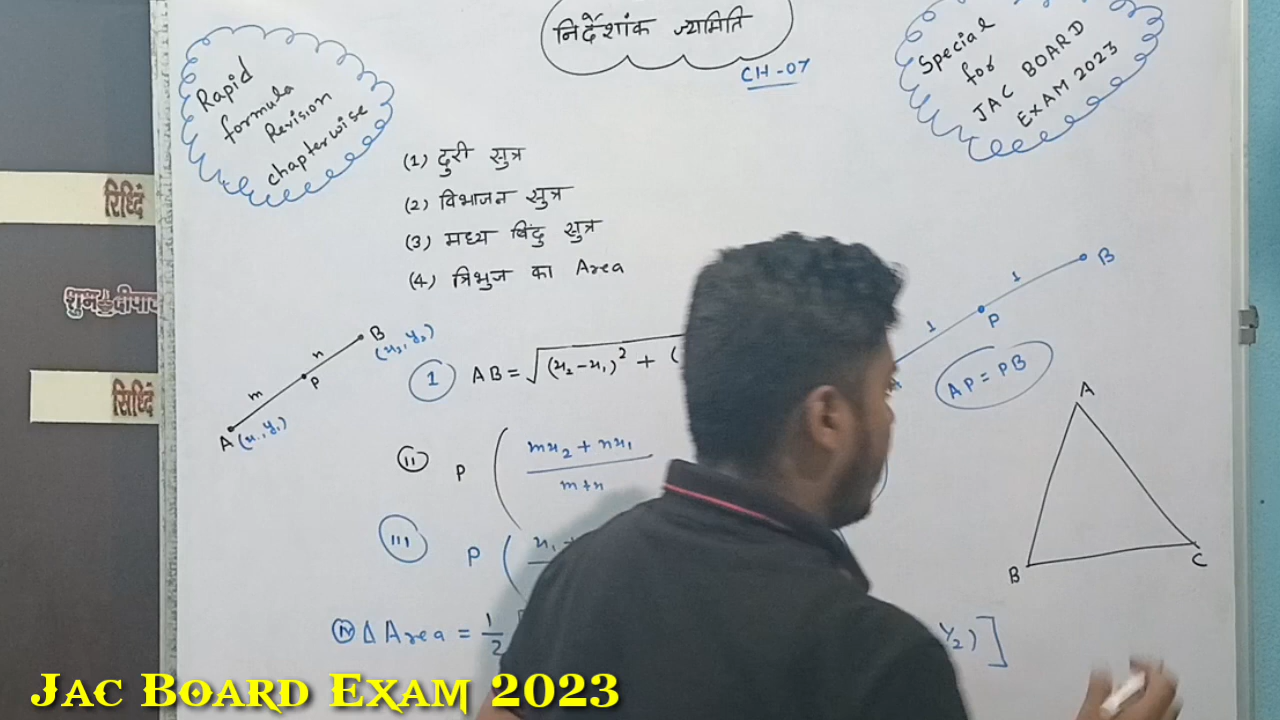 निर्देशांक ज्यामिति
CH-07
Rapid
formula
Revision
chapterwise
Special
for
JAC BOARD
EXAM 2023
(1) दुरी सुत्र
(2) विभाजन सुत्र
(3) मध्य बिंदु सुत्र
(4) त्रिभुज का Area
रिध्दि
सिध्दि
A (x₁, y₁)
m
P
n
B
(x₂, y₂)
1 AB = √(x₂ - x₁)² + (
ii P ( mx₂ + nx₁ / m+n
iii P ( x₁ +
iv Δ Area = 1/2 [
y₂) ]
1
P
1
B
AP = PB
A
B
C
JAC BOARD EXAM 2023